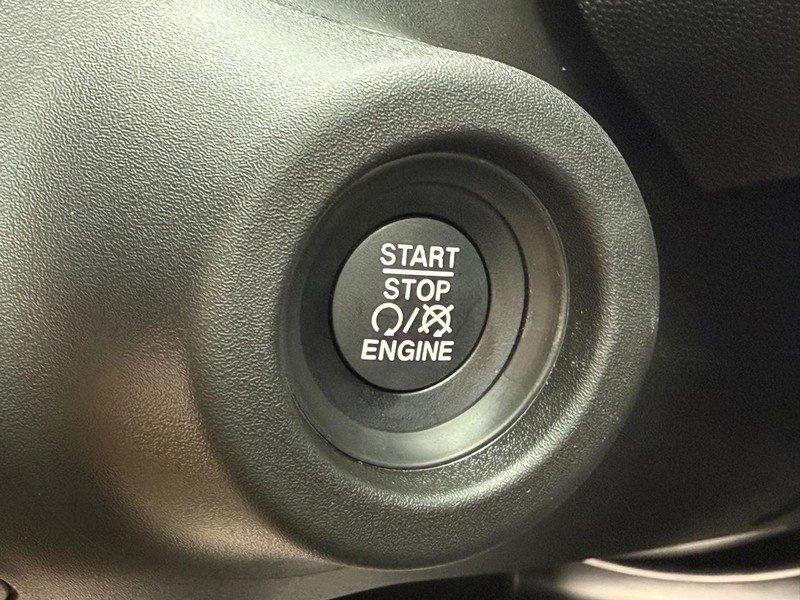 START
STOP
/
ENGINE